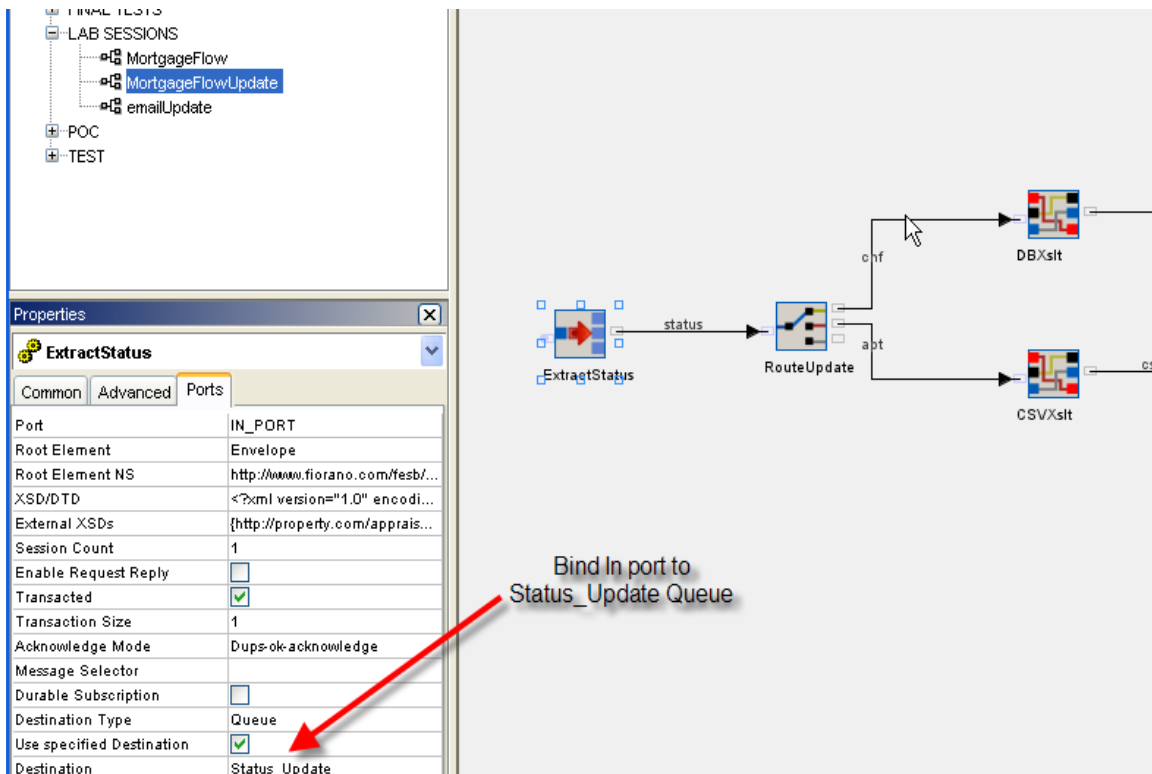 FINAL TESTS
LAB SESSIONS
MortgageFlow
MortgageFlowUpdate
emailUpdate
POC
TEST
Properties
ExtractStatus
Common Advanced Ports
Port IN_PORT
Root Element Envelope
Root Element NS http://www.fiorano.com/fesb/...
XSD/DTD <?xml version="1.0" encodi...
External XSDs {http://property.com/apprais...
Session Count 1
Enable Request Reply
Transacted
Transaction Size 1
Acknowledge Mode Dups-ok-acknowledge
Message Selector
Durable Subscription
Destination Type Queue
Use specified Destination
Destination Status_Update
ExtractStatus
status
RouteUpdate
apt
DBXslt
CSVXslt
cs
Bind In port to
Status_Update Queue